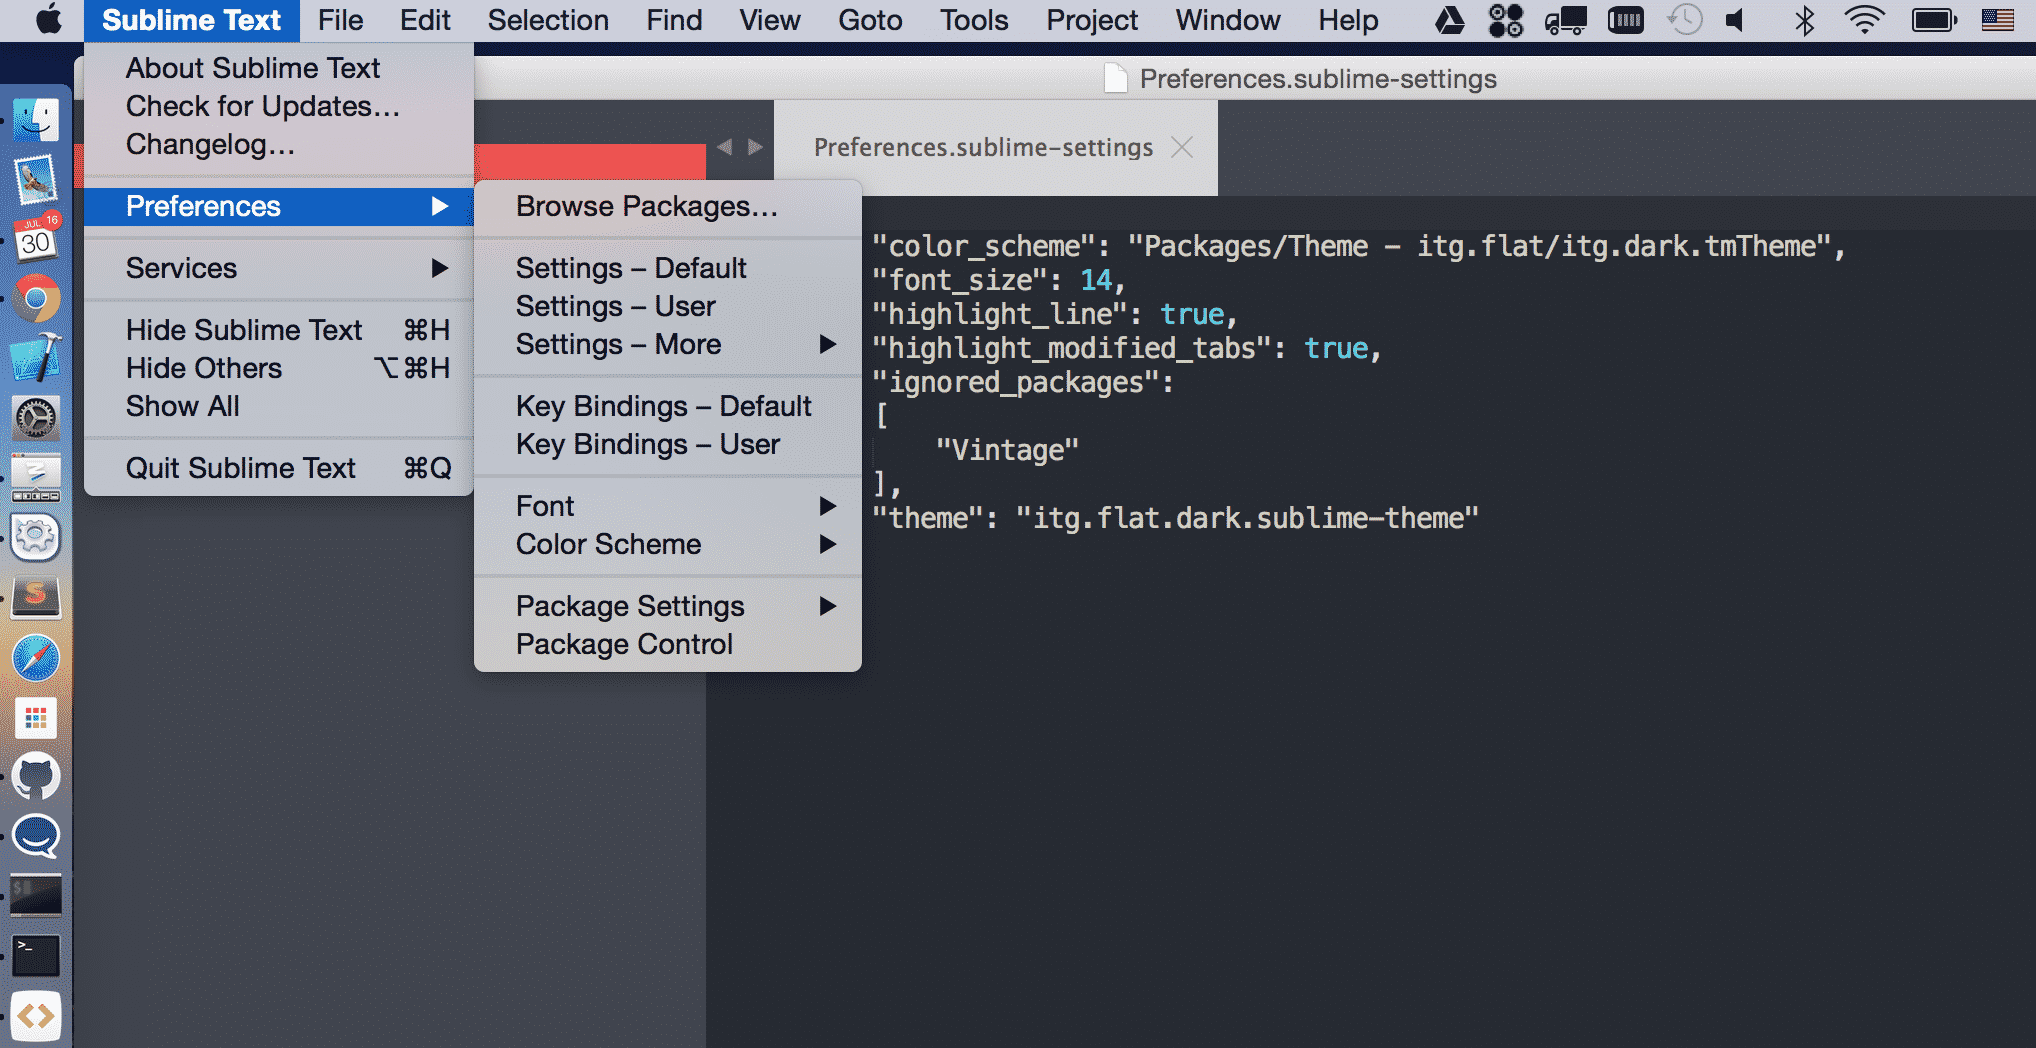 Sublime Text File Edit Selection Find View Goto Tools Project Window Help
About Sublime Text
Check for Updates...
Changelog...
Preferences
Services
Hide Sublime Text ⌘H
Hide Others ⌥⌘H
Show All
Quit Sublime Text ⌘Q
Browse Packages...
Settings – Default
Settings – User
Settings – More
Key Bindings – Default
Key Bindings – User
Font
Color Scheme
Package Settings
Package Control
Preferences.sublime-settings
Preferences.sublime-settings
"color_scheme": "Packages/Theme - itg.flat/itg.dark.tmTheme",
"font_size": 14,
"highlight_line": true,
"highlight_modified_tabs": true,
"ignored_packages":
[
"Vintage"
],
"theme": "itg.flat.dark.sublime-theme"
JUL 16
30
>_